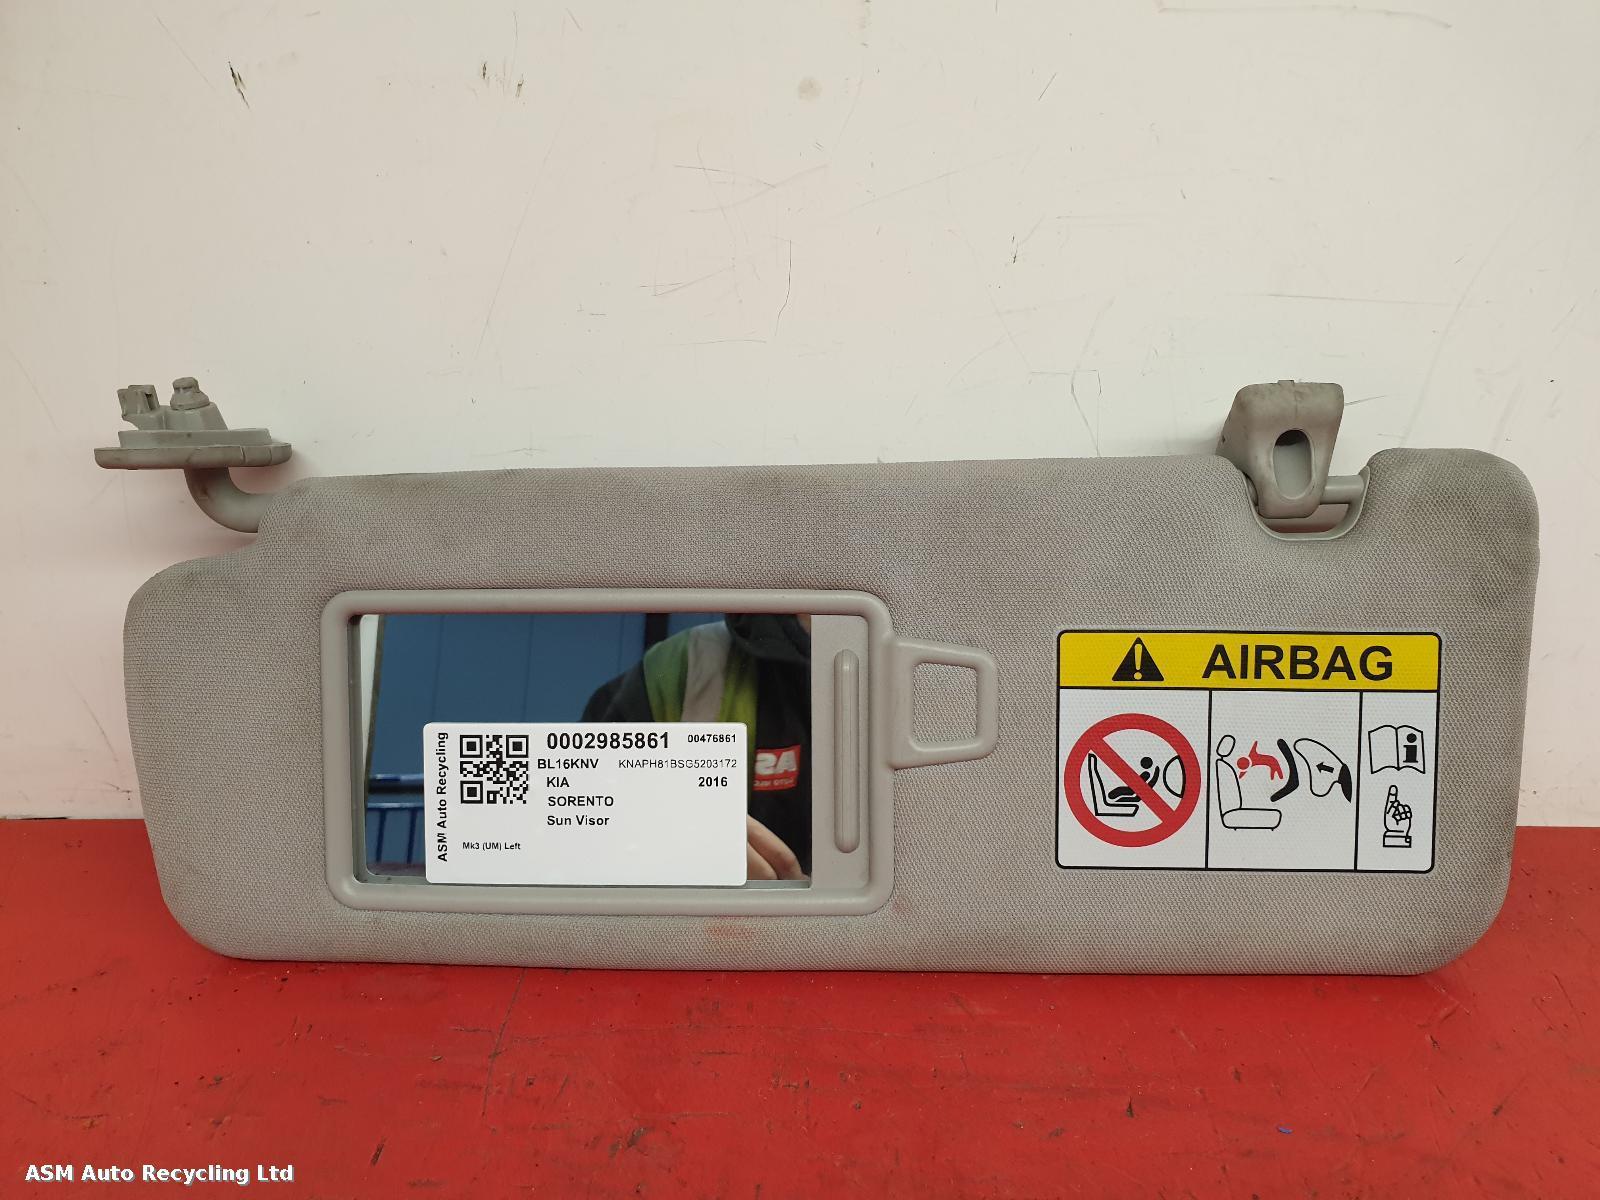 AIRBAG
ASM Auto Recycling
0002985861 00476861
BL16KNV KNAPH81BSG5203172
KIA 2016
SORENTO
Sun Visor
Mk3 (UM) Left
ASM Auto Recycling Ltd